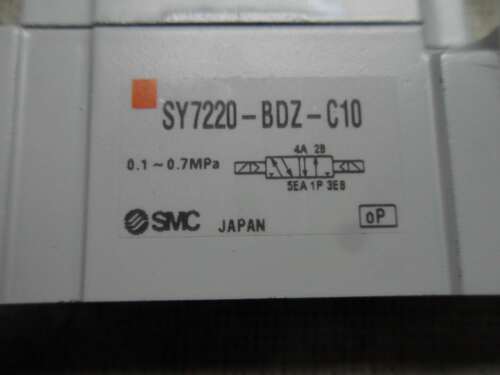 SY7220-BDZ-C10
4A 2B
0.1~0.7MPa
5EA 1P 3EB
SMC JAPAN
oP